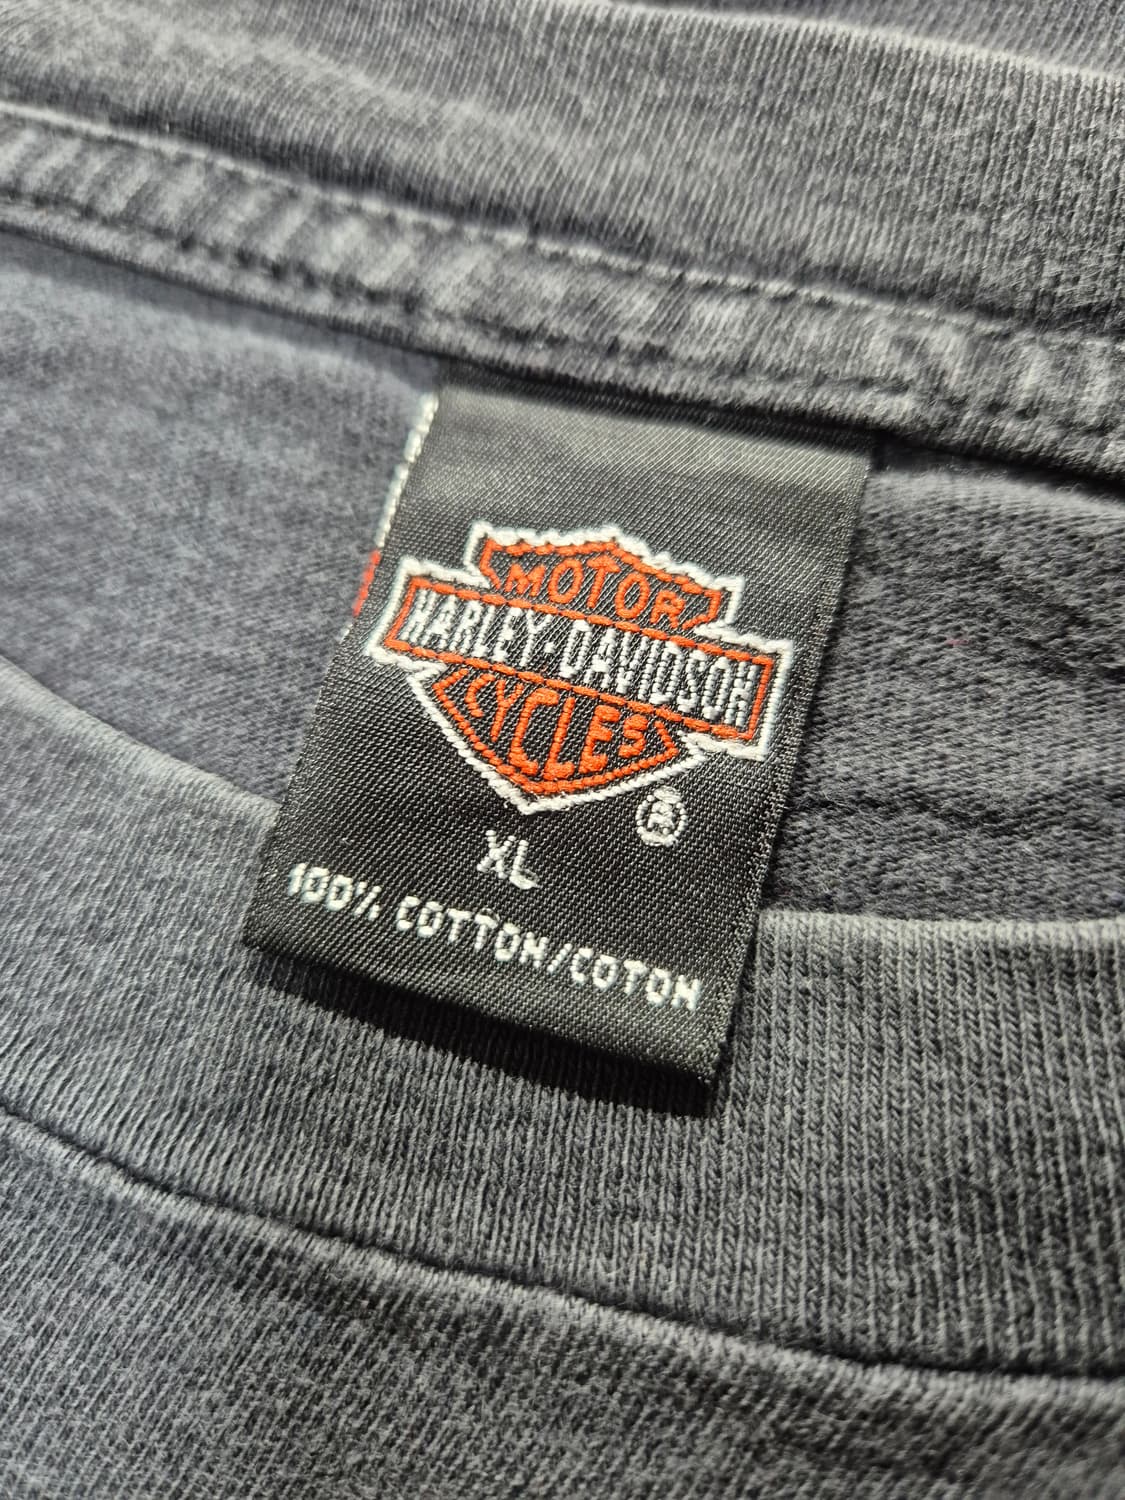 MOTOR
HARLEY-DAVIDSON
CYCLES
®
XL
100% COTTON/COTON